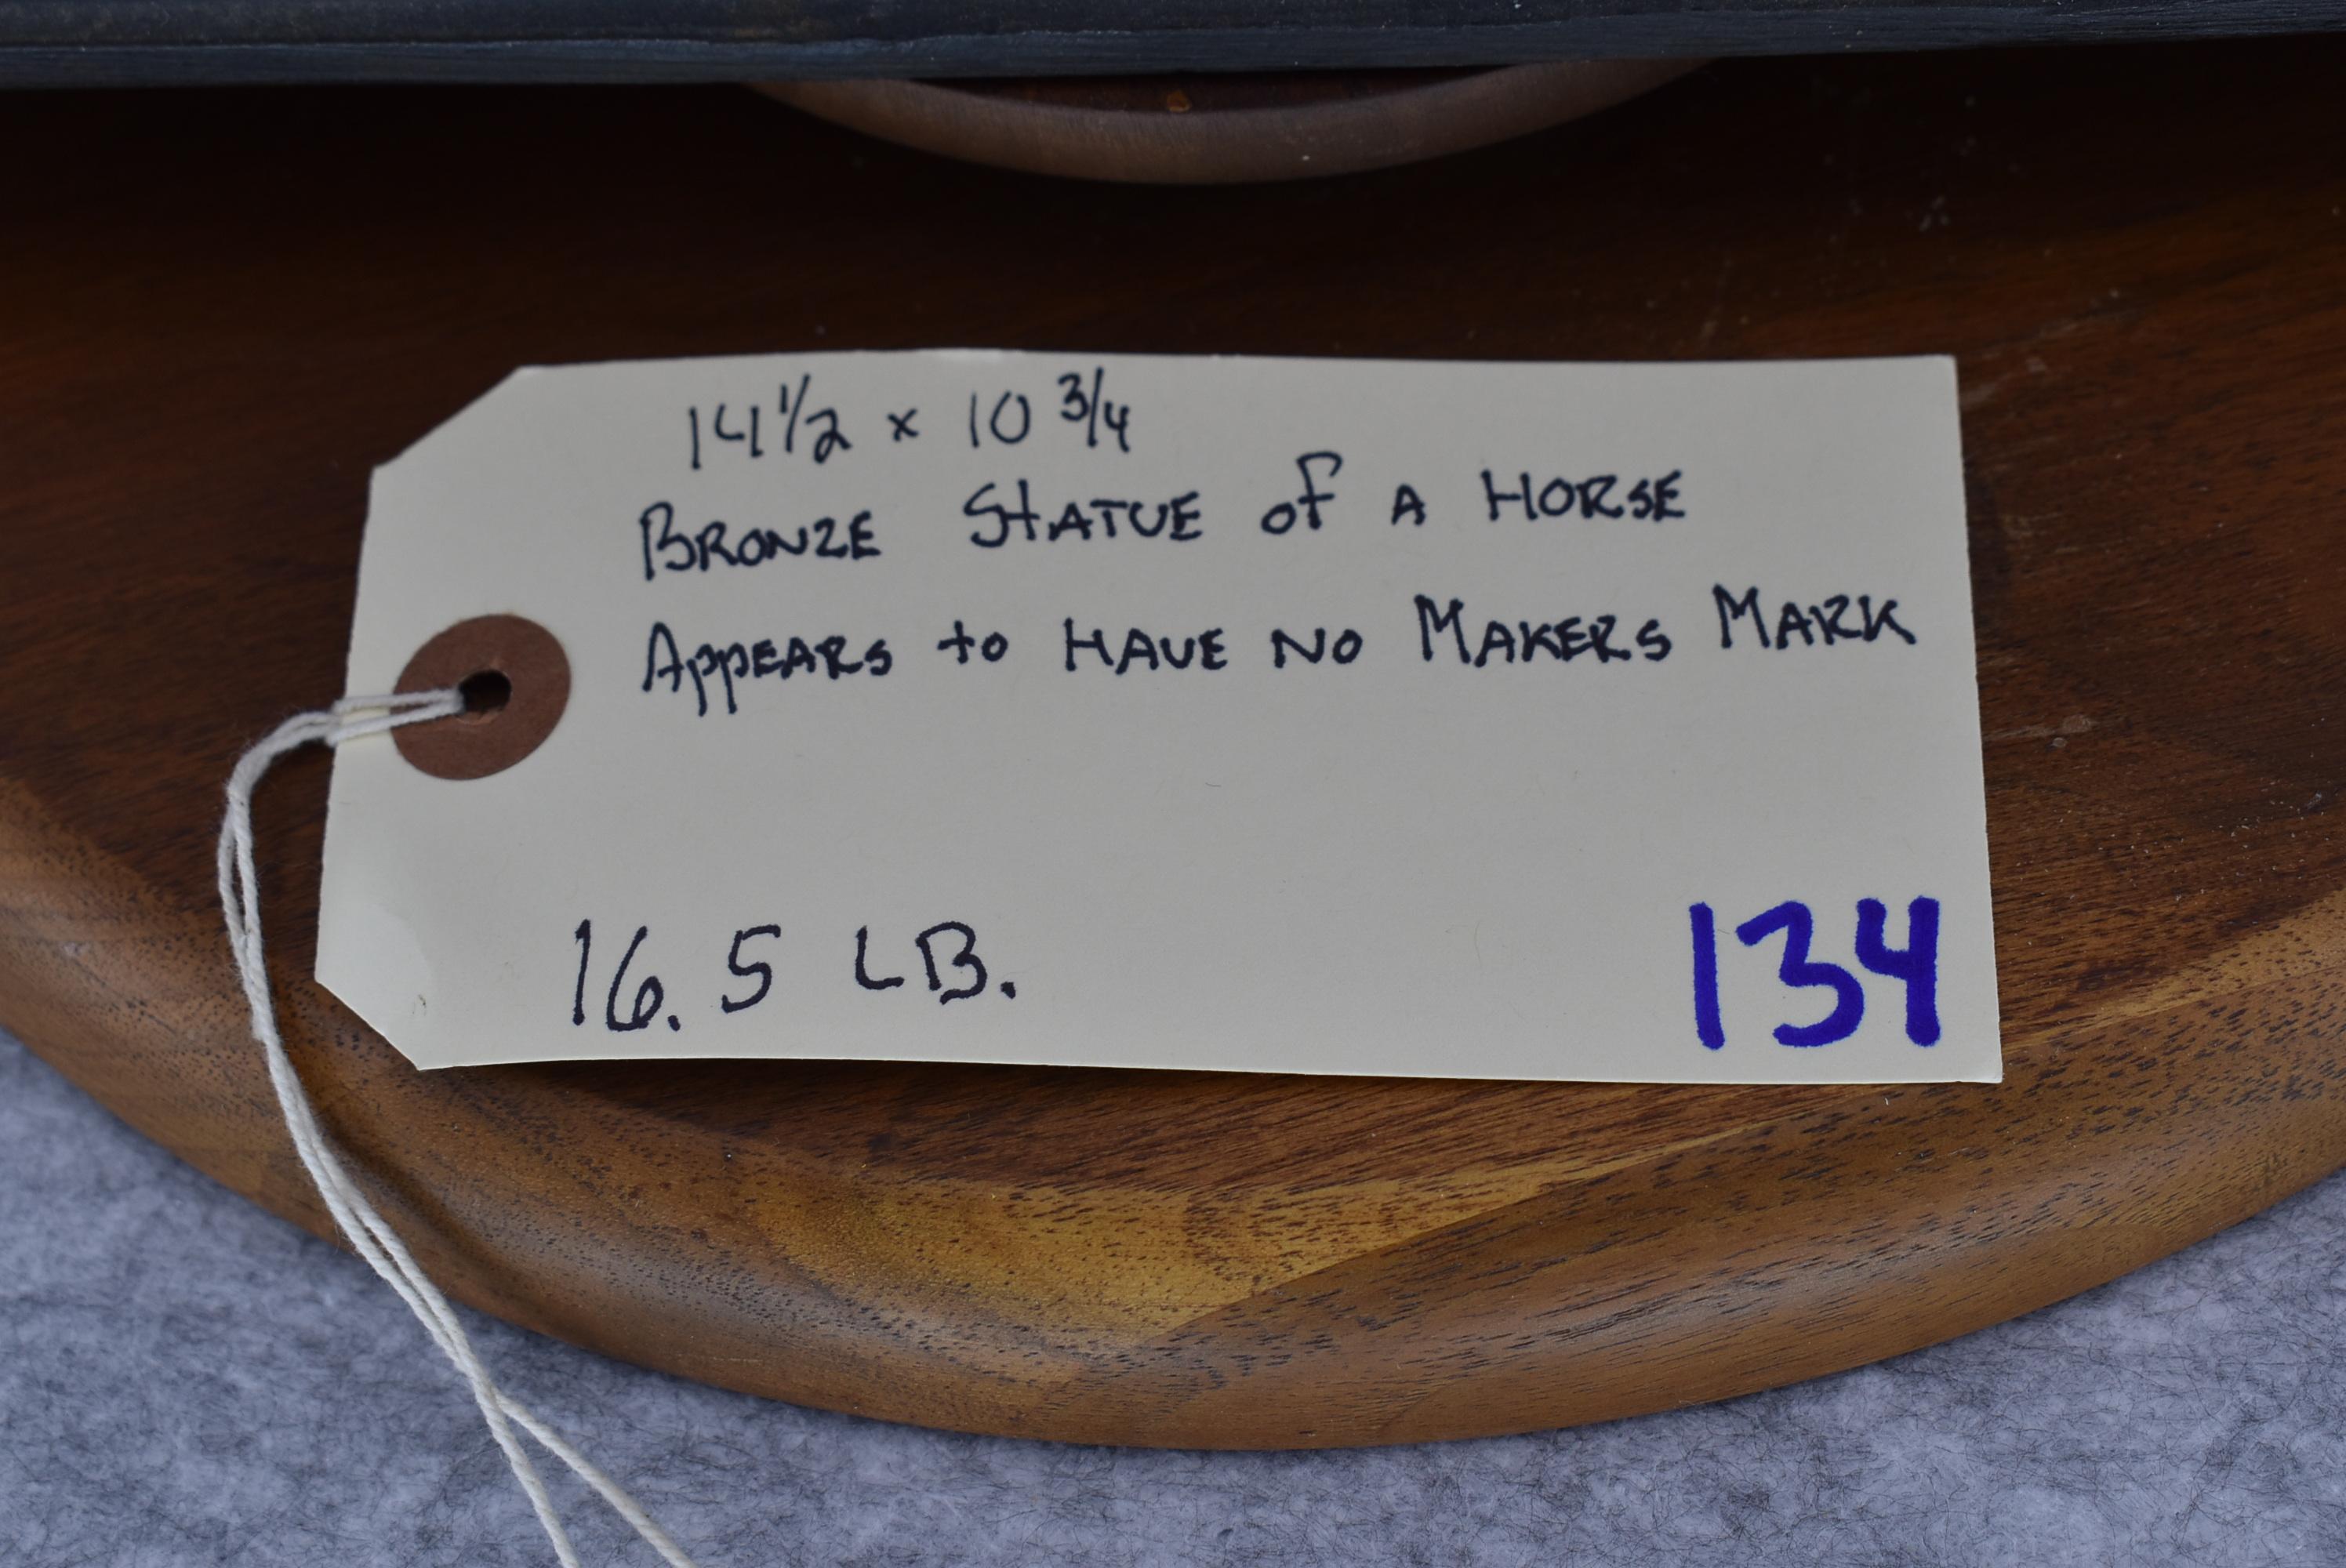 14 1/2 x 10 3/4
BRONZE STATUE of A HORSE
APPEARS to HAVE NO MAKERS MARK
16.5 LB.
134